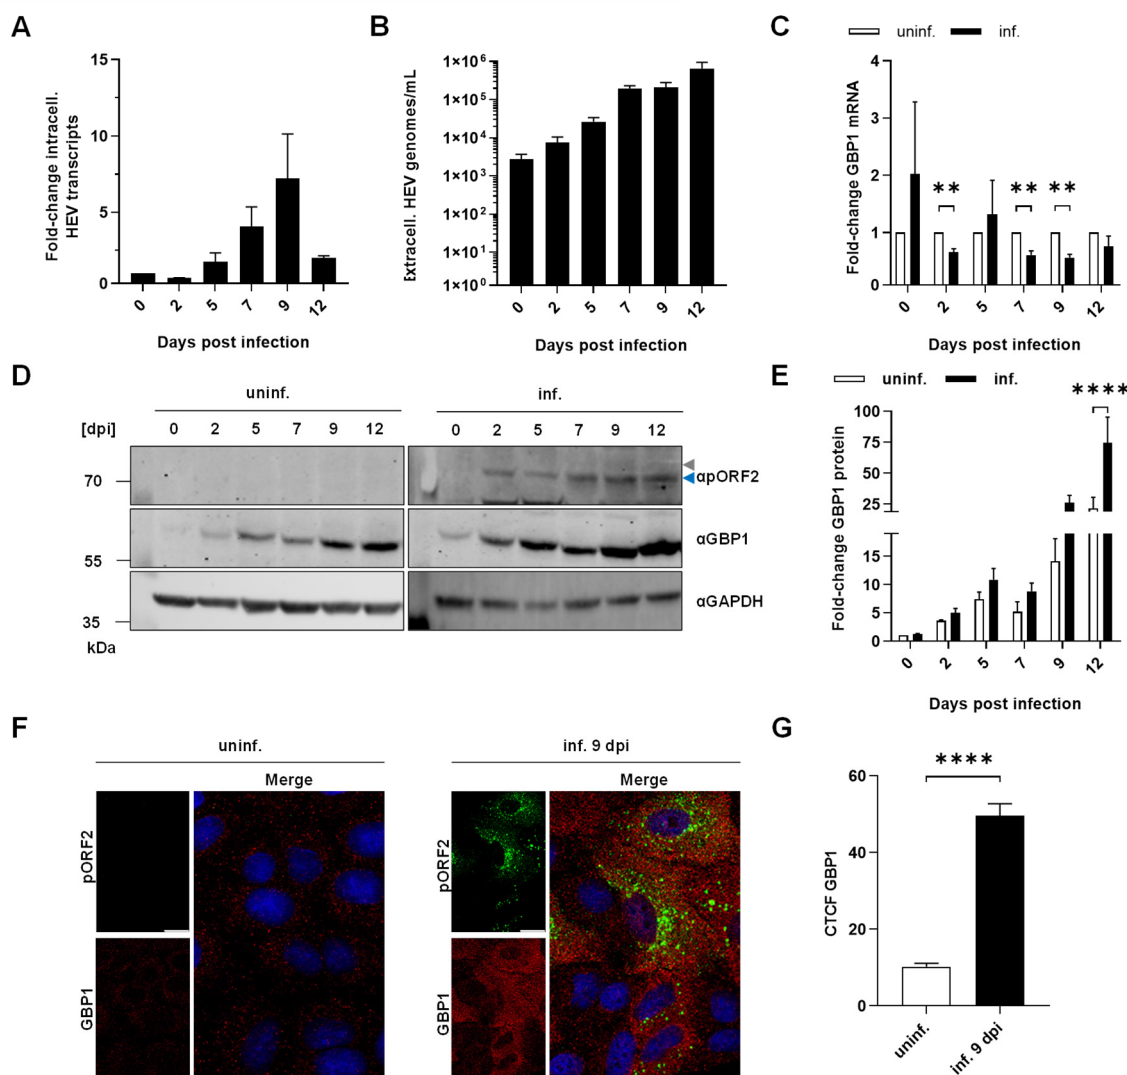 A
Fold-change intracell.
HEV transcripts
15
10
5
0
0 2 5 7 9 12
Days post infection
B
Extracell. HEV genomes/mL
1×10⁶
1×10⁵
1×10⁴
1×10³
1×10²
1×10¹
1×10⁰
0 2 5 7 9 12
Days post infection
C
uninf. inf.
Fold-change GBP1 mRNA
4
3
2
1
0
** ** **
0 2 5 7 9 12
Days post infection
D
uninf. inf.
[dpi] 0 2 5 7 9 12 0 2 5 7 9 12
70 αpORF2
55 αGBP1
35 αGAPDH
kDa
E
uninf. inf.
****
Fold-change GBP1 protein
100
75
50
25
15
10
5
0
0 2 5 7 9 12
Days post infection
F
uninf. inf. 9 dpi
Merge Merge
pORF2 pORF2
GBP1 GBP1
G
****
CTCF GBP1
60
40
20
0
uninf. inf. 9 dpi